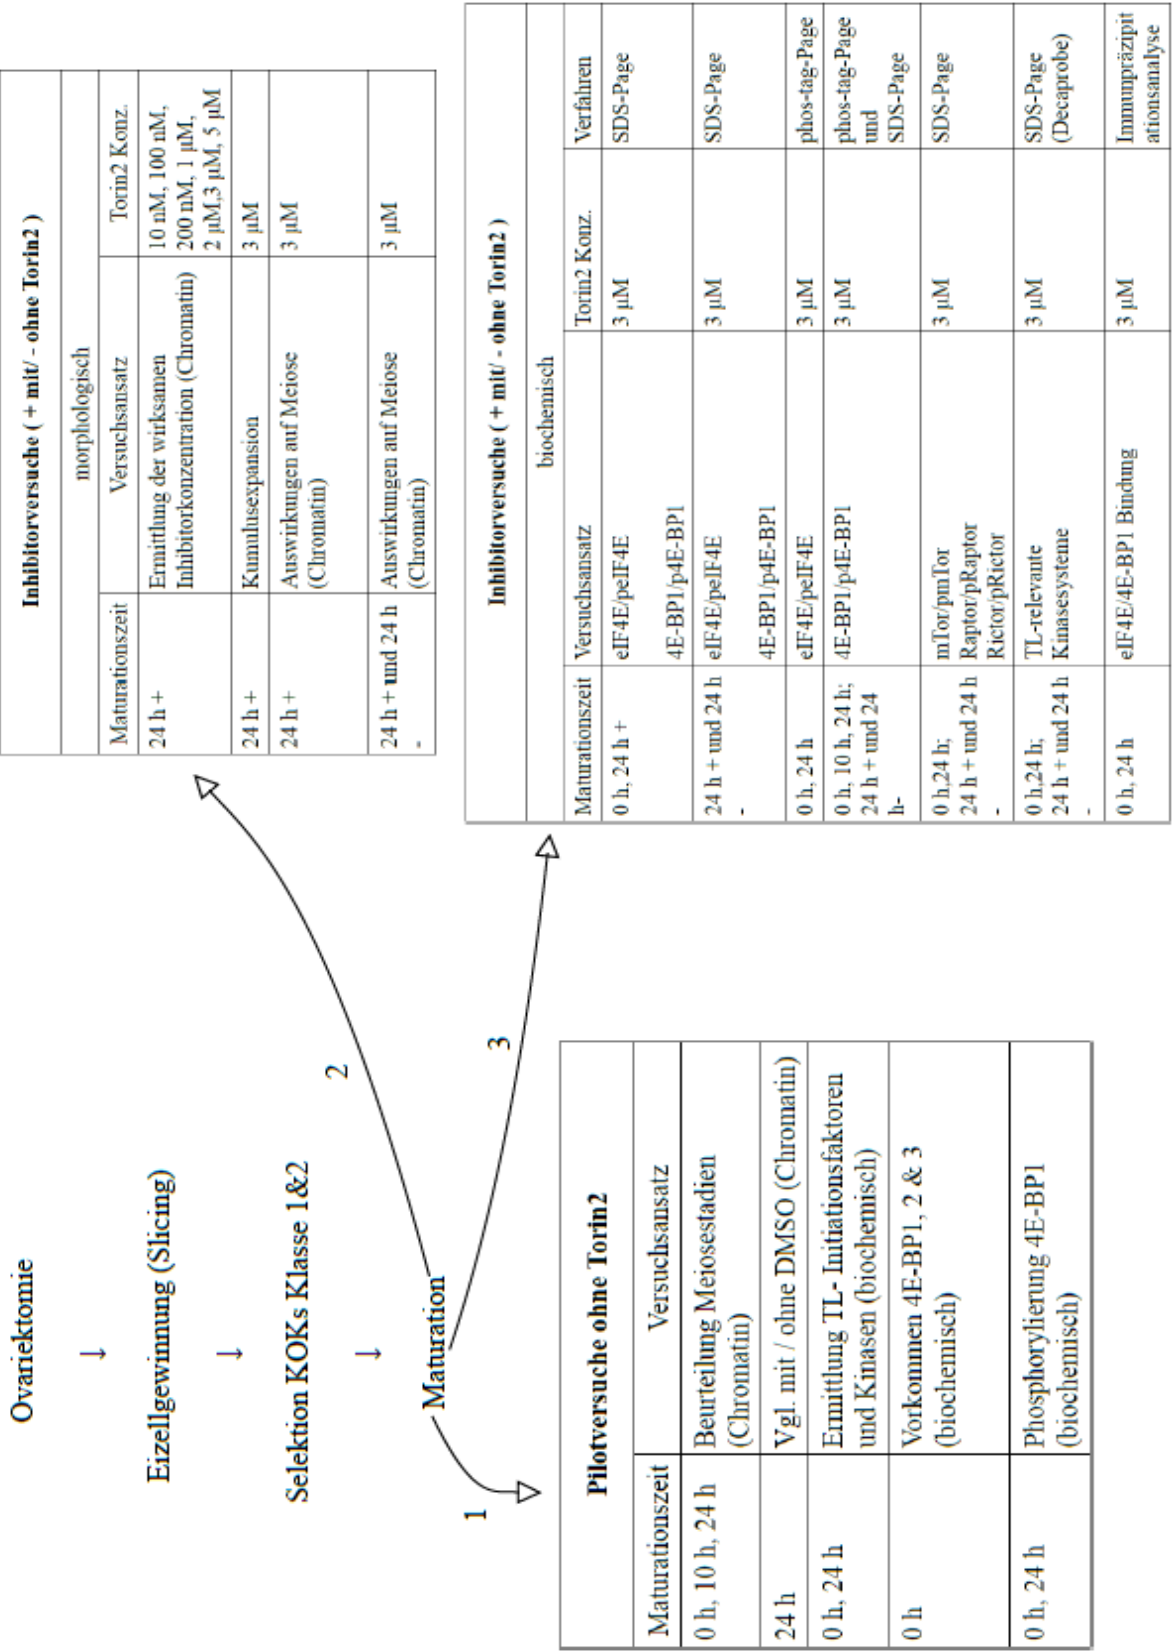 Ovariektomie
↓
Eizellgewinnung (Slicing)
↓
Selektion KOKs Klasse 1&2
↓
Maturation
1
2
3
Pilotversuche ohne Torin2
Maturationszeit Versuchsansatz
0 h, 10 h, 24 h Beurteilung Meiosestadien
(Chromatin)
24 h Vgl. mit / ohne DMSO (Chromatin)
0 h, 24 h Ermittlung TL- Initiationsfaktoren
und Kinasen (biochemisch)
0 h Vorkommen 4E-BP1, 2 & 3
(biochemisch)
0 h, 24 h Phosphorylierung 4E-BP1
(biochemisch)
Inhibitorversuche ( + mit/ - ohne Torin2 )
morphologisch
Maturationszeit Versuchsansatz Torin2 Konz.
24 h + Ermittlung der wirksamen 10 nM, 100 nM,
Inhibitorkonzentration (Chromatin) 200 nM, 1 µM,
2 µM,3 µM, 5 µM
24 h + Kumulusexpansion 3 µM
24 h + Auswirkungen auf Meiose 3 µM
(Chromatin)
24 h + und 24 h Auswirkungen auf Meiose 3 µM
- (Chromatin)
Inhibitorversuche ( + mit/ - ohne Torin2 )
biochemisch
Maturationszeit Versuchsansatz Torin2 Konz. Verfahren
0 h, 24 h + eIF4E/peIF4E 3 µM SDS-Page
4E-BP1/p4E-BP1
24 h + und 24 h eIF4E/peIF4E 3 µM SDS-Page
-
4E-BP1/p4E-BP1
0 h, 24 h eIF4E/peIF4E 3 µM phos-tag-Page
0 h, 10 h, 24 h; 4E-BP1/p4E-BP1 3 µM phos-tag-Page
24 h + und 24 und
h- SDS-Page
0 h,24 h; mTor/pmTor 3 µM SDS-Page
24 h + und 24 h Raptor/pRaptor
- Rictor/pRictor
0 h,24 h; TL-relevante 3 µM SDS-Page
24 h + und 24 h Kinasesysteme (Decaprobe)
-
0 h, 24 h eIF4E/4E-BP1 Bindung 3 µM Immunpräzipit
ationsanalyse